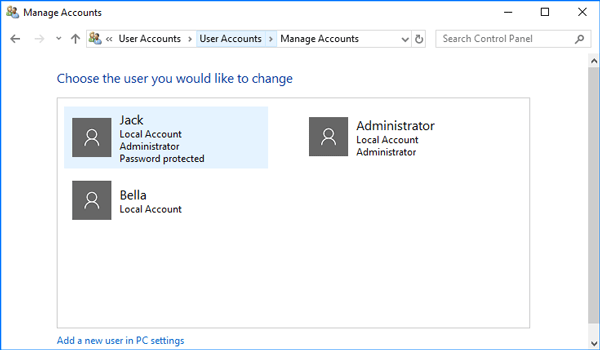 Manage Accounts
« User Accounts > User Accounts > Manage Accounts
Search Control Panel
Choose the user you would like to change
Jack
Local Account
Administrator
Password protected
Administrator
Local Account
Administrator
Bella
Local Account
Add a new user in PC settings